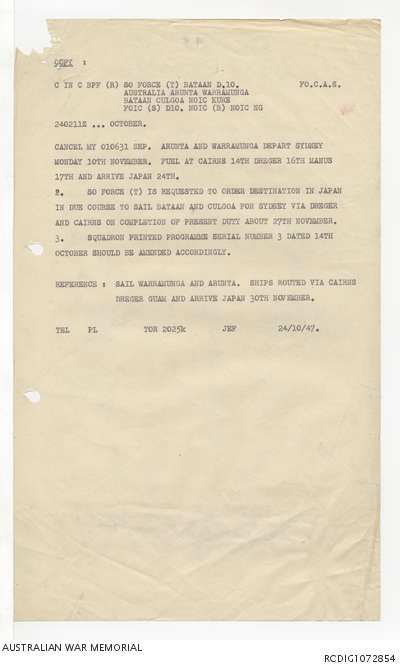 COPY :
C IN C BPF (R) SO FORCE (T) BATAAN D.10. FO.C.A.S.
AUSTRALIA ARUNTA WARRAMUNGA
BATAAN CULGOA NOIC KURE
FOIC (S) D10. NOIC (B) NOIC NG
240211Z ... OCTOBER.
CANCEL MY 010631 SEP. ARUNTA AND WARRAMUNGA DEPART SYDNEY
MONDAY 10TH NOVEMBER. FUEL AT CAIRNS 14TH DREGER 16TH MANUS
17TH AND ARRIVE JAPAN 24TH.
2. SO FORCE (T) IS REQUESTED TO ORDER DESTINATION IN JAPAN
IN DUE COURSE TO SAIL BATAAN AND CULGOA FOR SYDNEY VIA DREGER
AND CAIRNS ON COMPLETION OF PRESENT DUTY ABOUT 27TH NOVEMBER.
3. SQUADRON PRINTED PROGRAMME SERIAL NUMBER 3 DATED 14TH
OCTOBER SHOULD BE AMENDED ACCORDINGLY.
REFERENCE : SAIL WARRAMUNGA AND ARUNTA. SHIPS ROUTED VIA CAIRNS
DREGER GUAM AND ARRIVE JAPAN 30TH NOVEMBER.
THL PL TOR 2025k JEF 24/10/47.
AUSTRALIAN WAR MEMORIAL RCDIG1072854